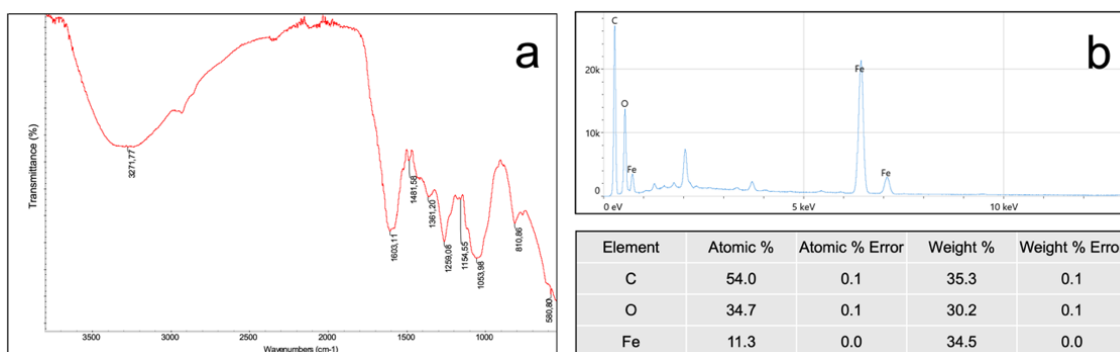 a
Transmittance (%)
3271,77
1603,11
1481,56
1361,20
1259,08
1154,55
1053,98
810,86
580,80
3500 3000 2500 2000 1500 1000
Wavenumbers (cm-1)
b
C
O
Fe
Fe
Fe
20k
10k
0
0 eV 5 keV 10 keV
Element Atomic % Atomic % Error Weight % Weight % Error
C 54.0 0.1 35.3 0.1
O 34.7 0.1 30.2 0.1
Fe 11.3 0.0 34.5 0.0